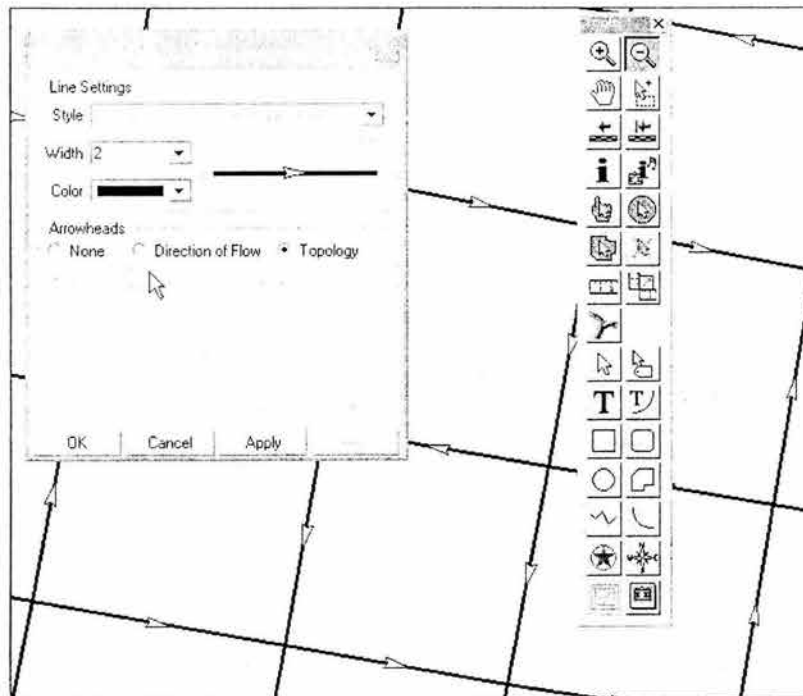 Line Settings
Style
Width 2
Color
Arrowheads
None Direction of Flow Topology
OK Cancel Apply
T T